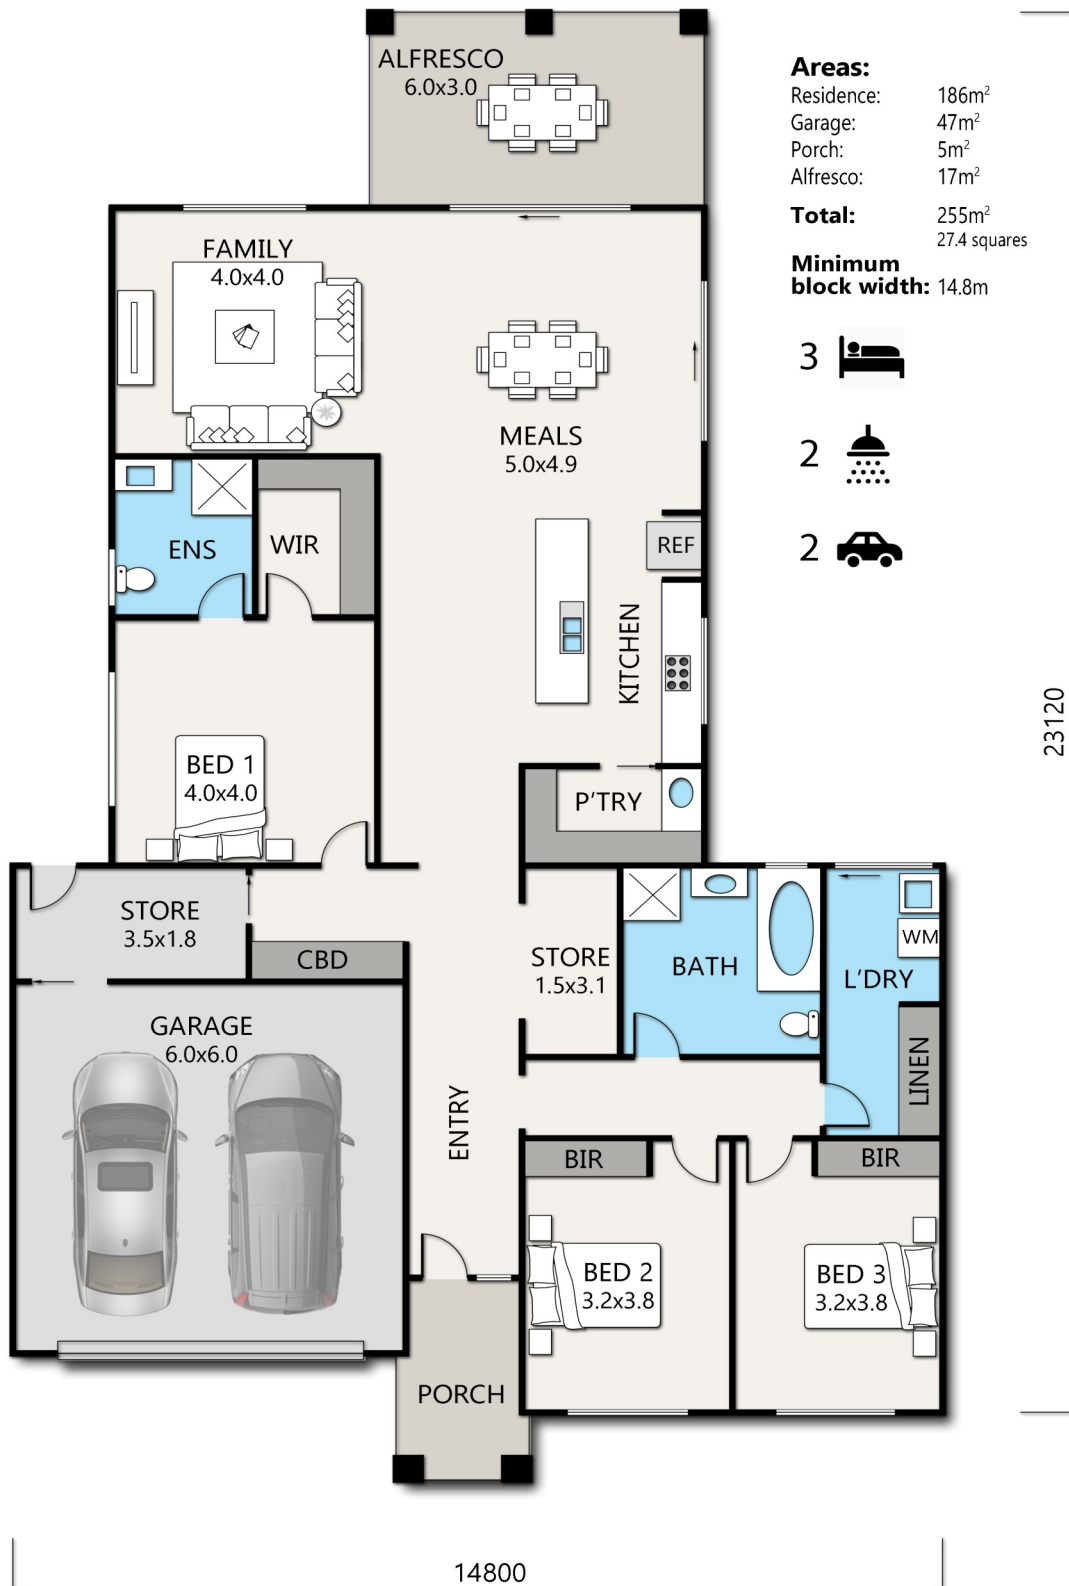 ALFRESCO
6.0x3.0
Areas:
Residence: 186m²
Garage: 47m²
Porch: 5m²
Alfresco: 17m²
Total: 255m²
27.4 squares
Minimum
block width: 14.8m
3
2
2
FAMILY
4.0x4.0
MEALS
5.0x4.9
ENS
WIR
REF
KITCHEN
BED 1
4.0x4.0
P'TRY
STORE
3.5x1.8
CBD
STORE
1.5x3.1
BATH
WM
L'DRY
LINEN
GARAGE
6.0x6.0
ENTRY
BIR
BIR
BED 2
3.2x3.8
BED 3
3.2x3.8
PORCH
23120
14800